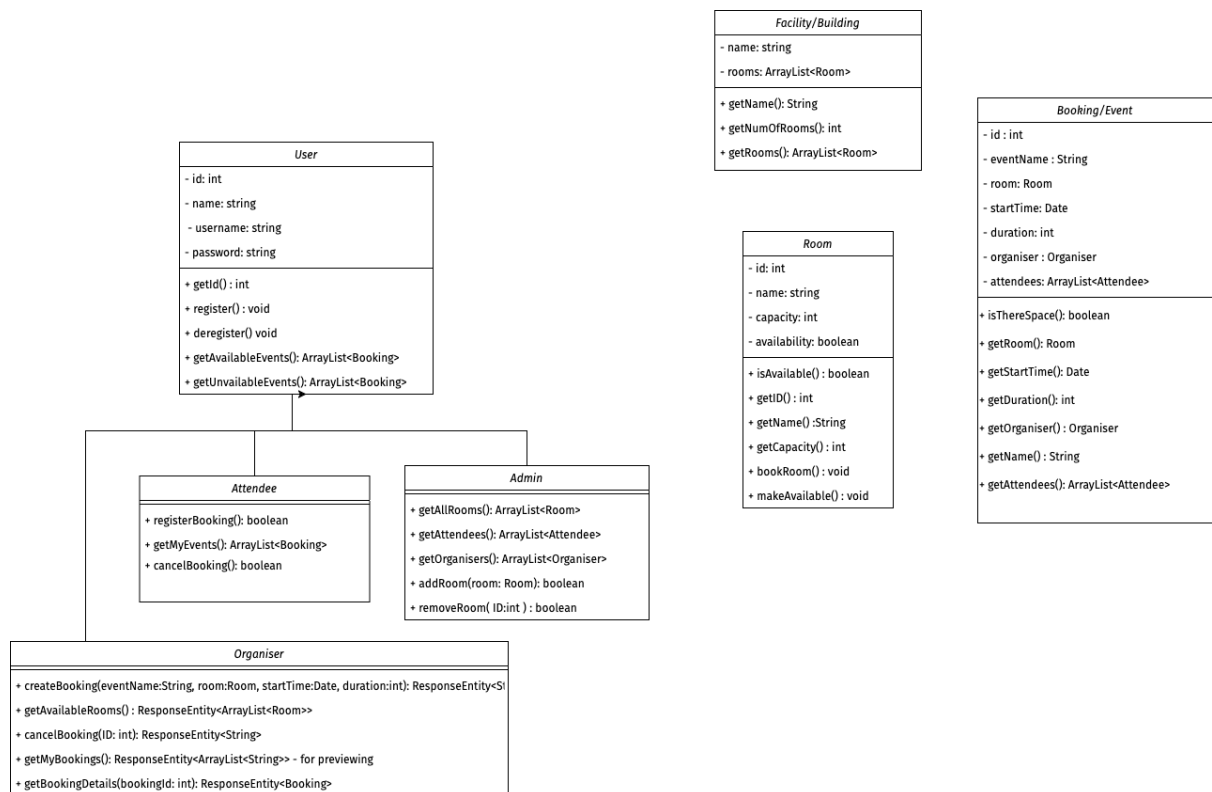 Facility/Building
- name: string
- rooms: ArrayList<Room>
+ getName(): String
+ getNumOfRooms(): int
+ getRooms(): ArrayList<Room>
Booking/Event
- id : int
- eventName : String
- room: Room
- startTime: Date
- duration: int
- organiser : Organiser
- attendees: ArrayList<Attendee>
+ isThereSpace(): boolean
+ getRoom(): Room
+ getStartTime(): Date
+ getDuration(): int
+ getOrganiser() : Organiser
+ getName() : String
+ getAttendees(): ArrayList<Attendee>
User
- id: int
- name: string
- username: string
- password: string
+ getId() : int
+ register() : void
+ deregister() void
+ getAvailableEvents(): ArrayList<Booking>
+ getUnvailableEvents(): ArrayList<Booking>
Room
- id: int
- name: string
- capacity: int
- availability: boolean
+ isAvailable() : boolean
+ getID() : int
+ getName() :String
+ getCapacity() : int
+ bookRoom() : void
+ makeAvailable() : void
Attendee
+ registerBooking(): boolean
+ getMyEvents(): ArrayList<Booking>
+ cancelBooking(): boolean
Admin
+ getAllRooms(): ArrayList<Room>
+ getAttendees(): ArrayList<Attendee>
+ getOrganisers(): ArrayList<Organiser>
+ addRoom(room: Room): boolean
+ removeRoom( ID:int ) : boolean
Organiser
+ createBooking(eventName:String, room:Room, startTime:Date, duration:int): ResponseEntity<St
+ getAvailableRooms() : ResponseEntity<ArrayList<Room>>
+ cancelBooking(ID: int): ResponseEntity<String>
+ getMyBookings(): ResponseEntity<ArrayList<String>> - for previewing
+ getBookingDetails(bookingId: int): ResponseEntity<Booking>